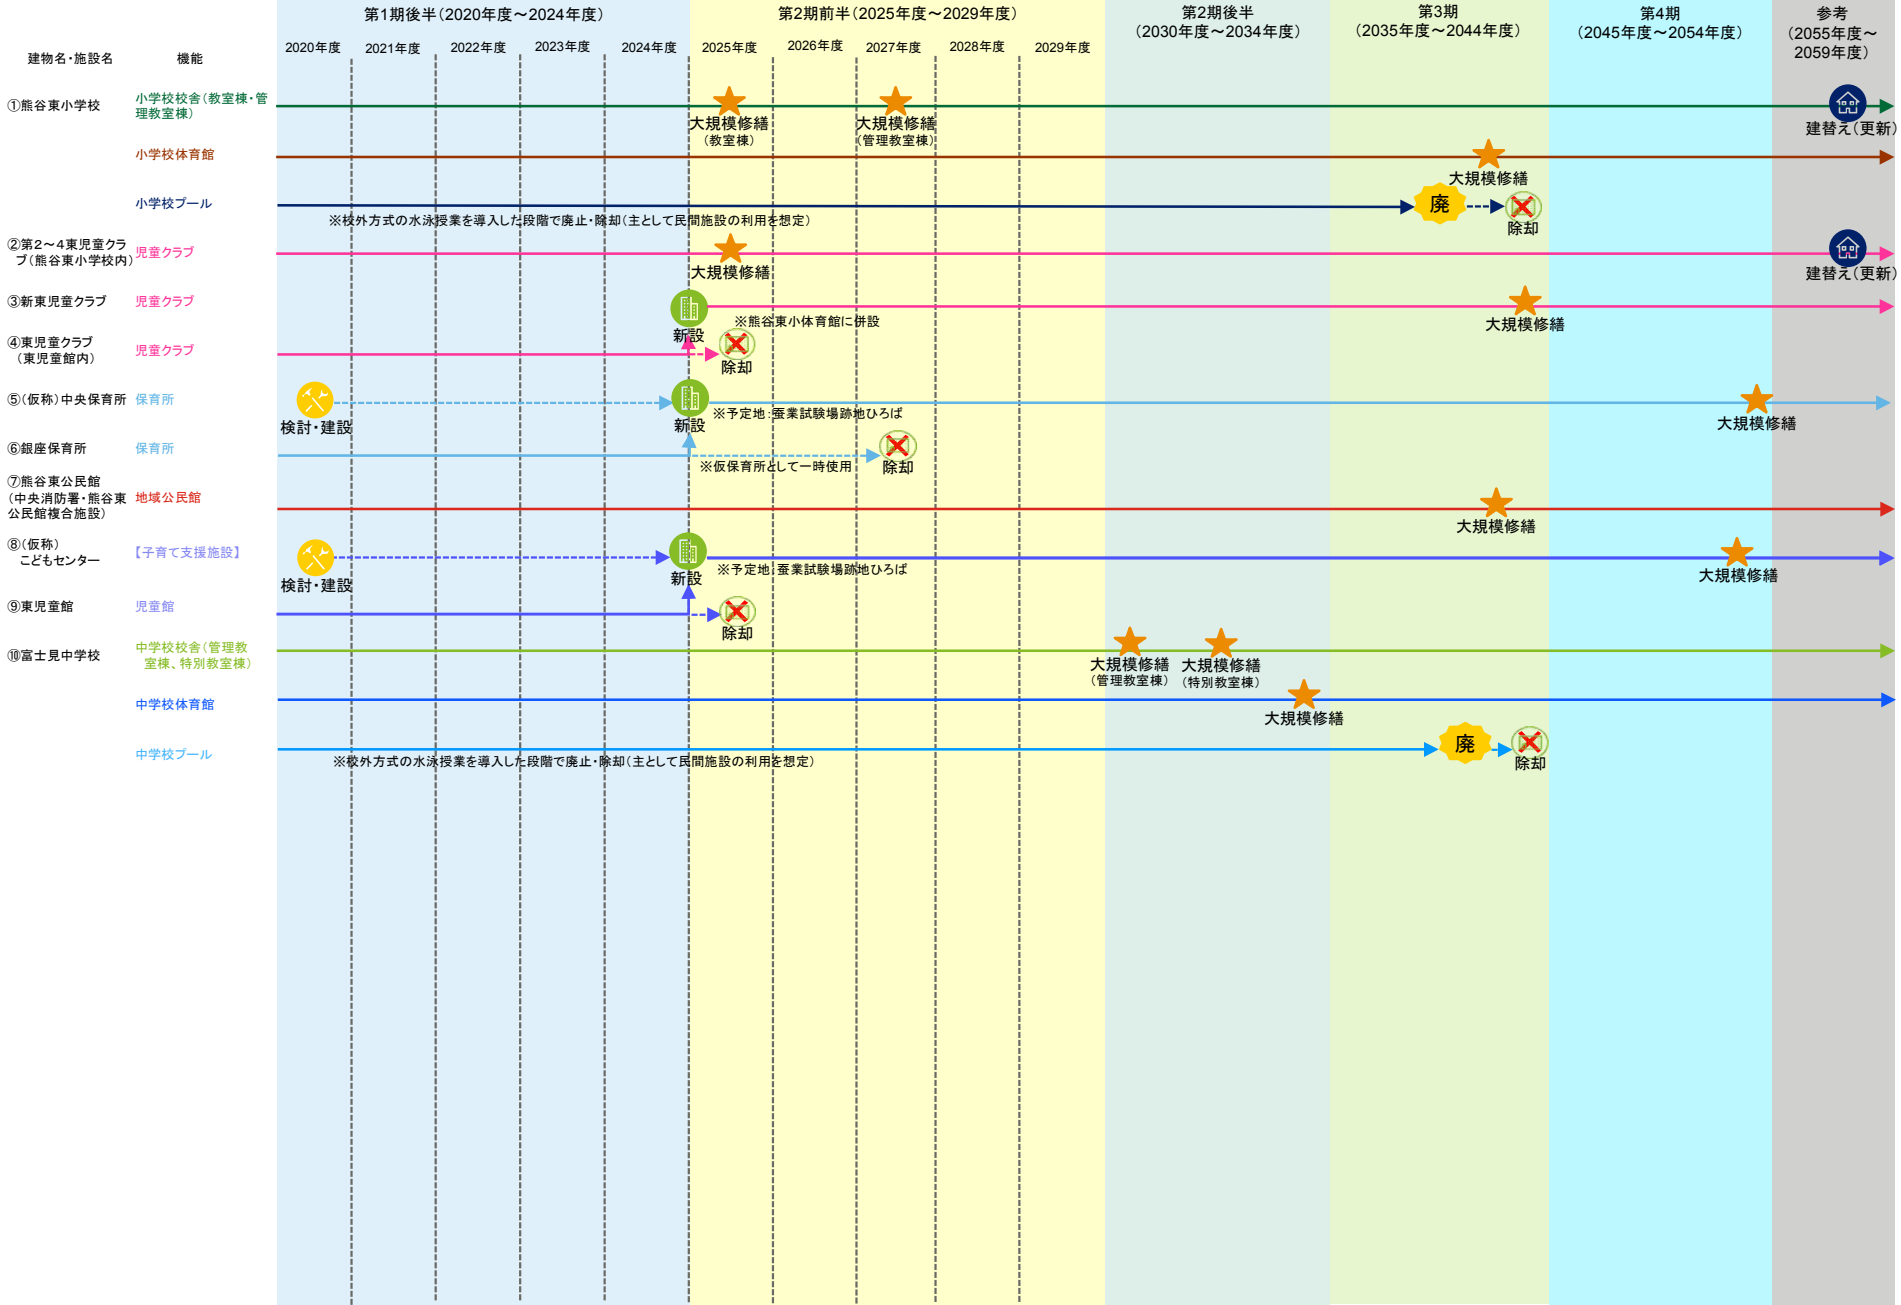 第1期後半(2020年度～2024年度)
第2期前半(2025年度～2029年度)
第2期後半
(2030年度～2034年度)
第3期
(2035年度～2044年度)
第4期
(2045年度～2054年度)
参考
(2055年度～
2059年度)
建物名・施設名
機能
2020年度
2021年度
2022年度
2023年度
2024年度
2025年度
2026年度
2027年度
2028年度
2029年度
①熊谷東小学校
小学校校舎(教室棟・管
理教室棟)
大規模修繕
(教室棟)
大規模修繕
(管理教室棟)
建替え(更新)
小学校体育館
大規模修繕
小学校プール
※校外方式の水泳授業を導入した段階で廃止・除却(主として民間施設の利用を想定)
廃
除却
②第2～4東児童クラ
ブ(熊谷東小学校内)
児童クラブ
大規模修繕
建替え(更新)
③新東児童クラブ
児童クラブ
新設
※熊谷東小体育館に併設
大規模修繕
④東児童クラブ
(東児童館内)
児童クラブ
除却
⑤(仮称)中央保育所
保育所
検討・建設
新設
※予定地:蚕業試験場跡地ひろば
大規模修繕
⑥銀座保育所
保育所
※仮保育所として一時使用
除却
⑦熊谷東公民館
(中央消防署・熊谷東
公民館複合施設)
地域公民館
大規模修繕
⑧(仮称)
こどもセンター
【子育て支援施設】
検討・建設
新設
※予定地:蚕業試験場跡地ひろば
大規模修繕
⑨東児童館
児童館
除却
⑩富士見中学校
中学校校舎(管理教
室棟、特別教室棟)
大規模修繕
(管理教室棟)
大規模修繕
(特別教室棟)
中学校体育館
大規模修繕
中学校プール
※校外方式の水泳授業を導入した段階で廃止・除却(主として民間施設の利用を想定)
廃
除却